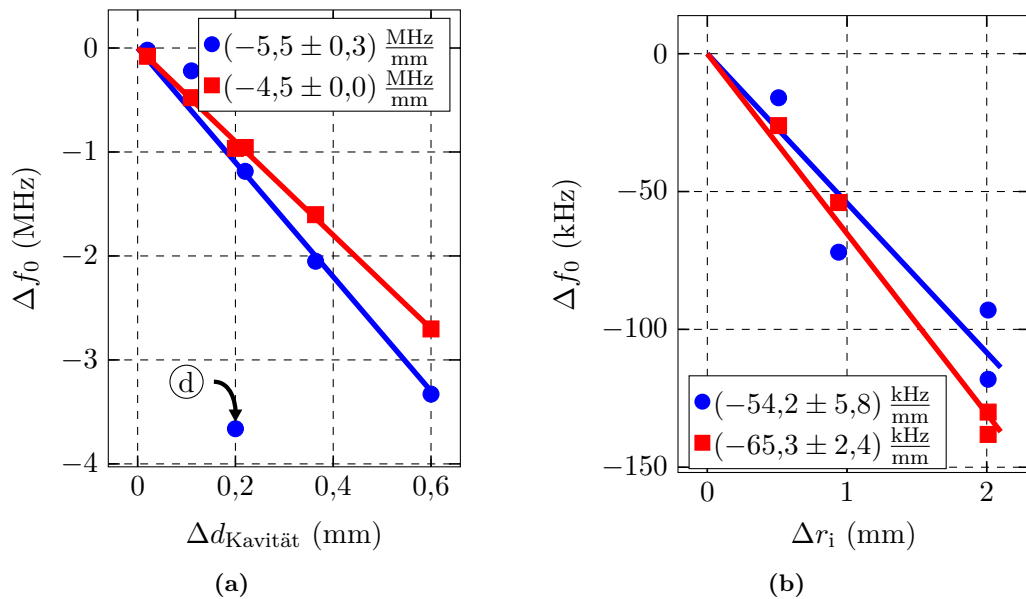 (−5,5 ± 0,3) MHz/mm
(−4,5 ± 0,0) MHz/mm
0
−1
−2
−3
−4
Δf₀ (MHz)
d
0
0,2
0,4
0,6
Δd_Kavität (mm)
(a)
0
−50
−100
−150
Δf₀ (kHz)
(−54,2 ± 5,8) kHz/mm
(−65,3 ± 2,4) kHz/mm
0
1
2
Δr_i (mm)
(b)